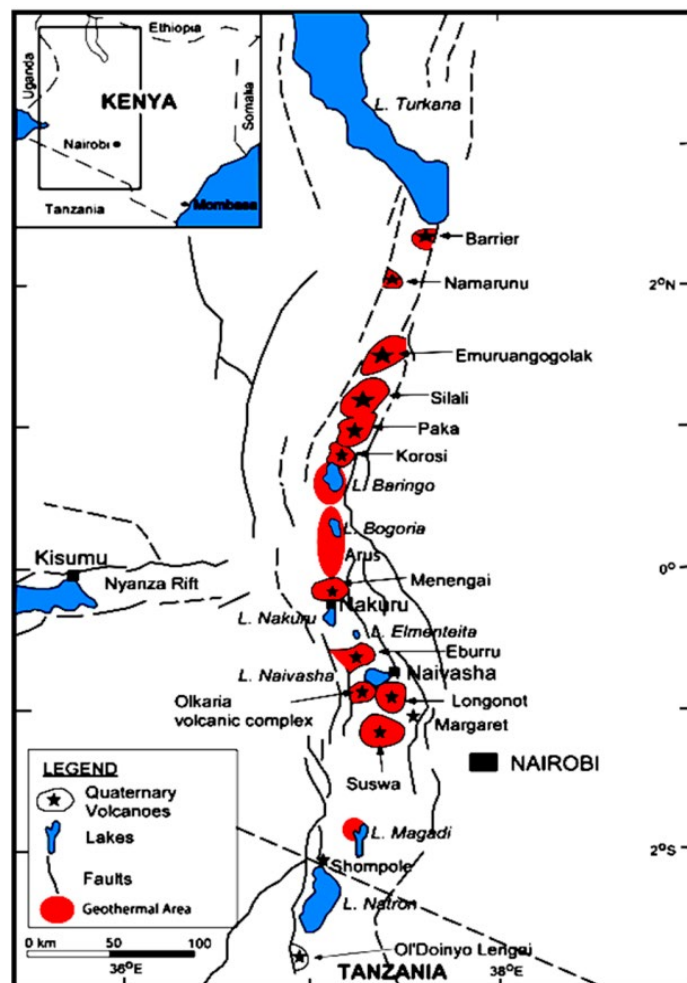 Ethiopia
Uganda
KENYA
Somalia
Nairobi
Tanzania
Mombasa
L. Turkana
Barrier
Namarunu
2°N
Emuruangogolak
Silali
Paka
Korosi
L. Baringo
L. Bogoria
Arus
Kisumu
Nyanza Rift
0°
Menengai
Nakuru
L. Nakuru
L. Elmenteita
Eburru
L. Naivasha
Naivasha
Olkaria
volcanic complex
Longonot
Margaret
NAIROBI
Suswa
LEGEND
Quaternary
Volcanoes
Lakes
Faults
Geothermal Area
0 km 50 100
L. Magadi
2°S
Shompole
L. Natron
Ol'Doinyo Lengai
36°E
TANZANIA
38°E